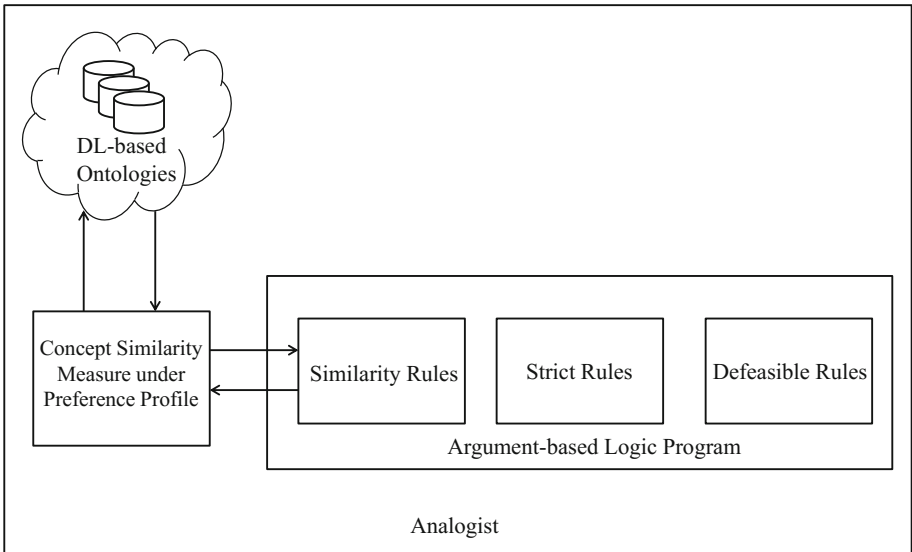 DL-based
Ontologies
Concept Similarity
Measure under
Preference Profile
Similarity Rules
Strict Rules
Defeasible Rules
Argument-based Logic Program
Analogist